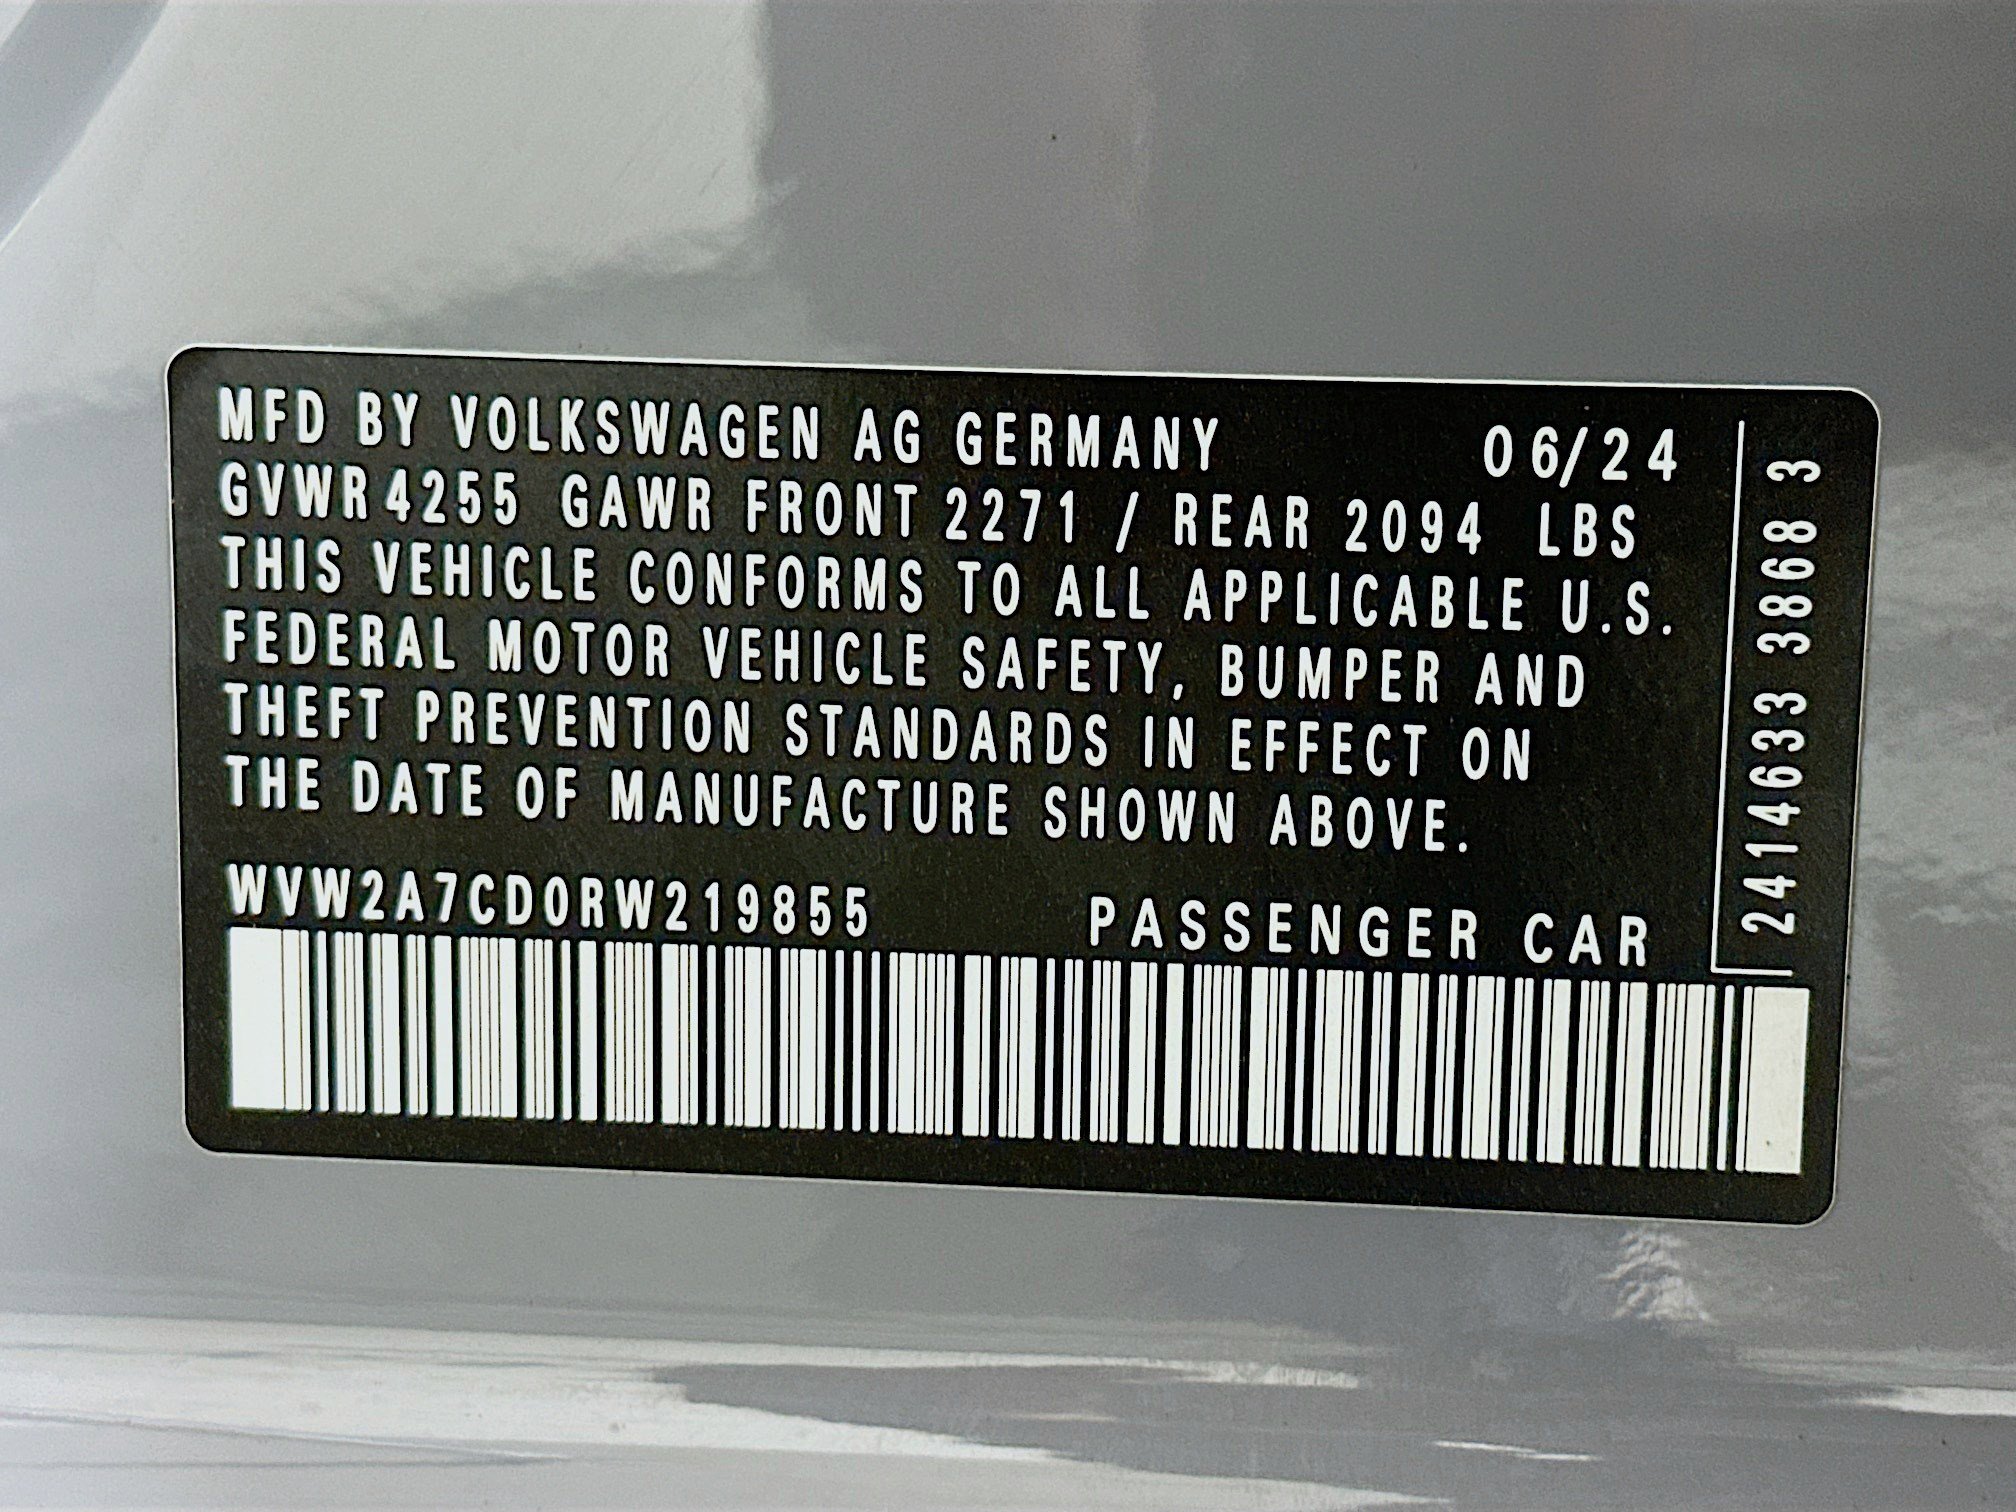 MFD BY VOLKSWAGEN AG GERMANY 06/24
GVWR 4255 GAWR FRONT 2271 / REAR 2094 LBS
THIS VEHICLE CONFORMS TO ALL APPLICABLE U.S.
FEDERAL MOTOR VEHICLE SAFETY, BUMPER AND
THEFT PREVENTION STANDARDS IN EFFECT ON
THE DATE OF MANUFACTURE SHOWN ABOVE.
WVW2A7CD0RW219855 PASSENGER CAR
2414633 3868 3